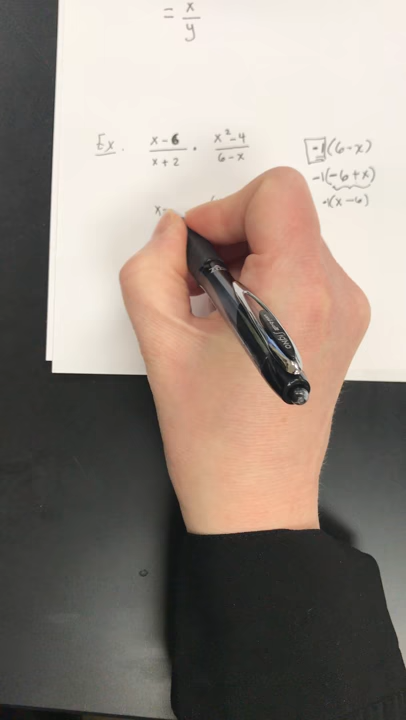 = x/y
Ex. x-6/x+2 · x²-4/6-x
-1(6-x)
-1(-6+x)
-1(x-6)
x-